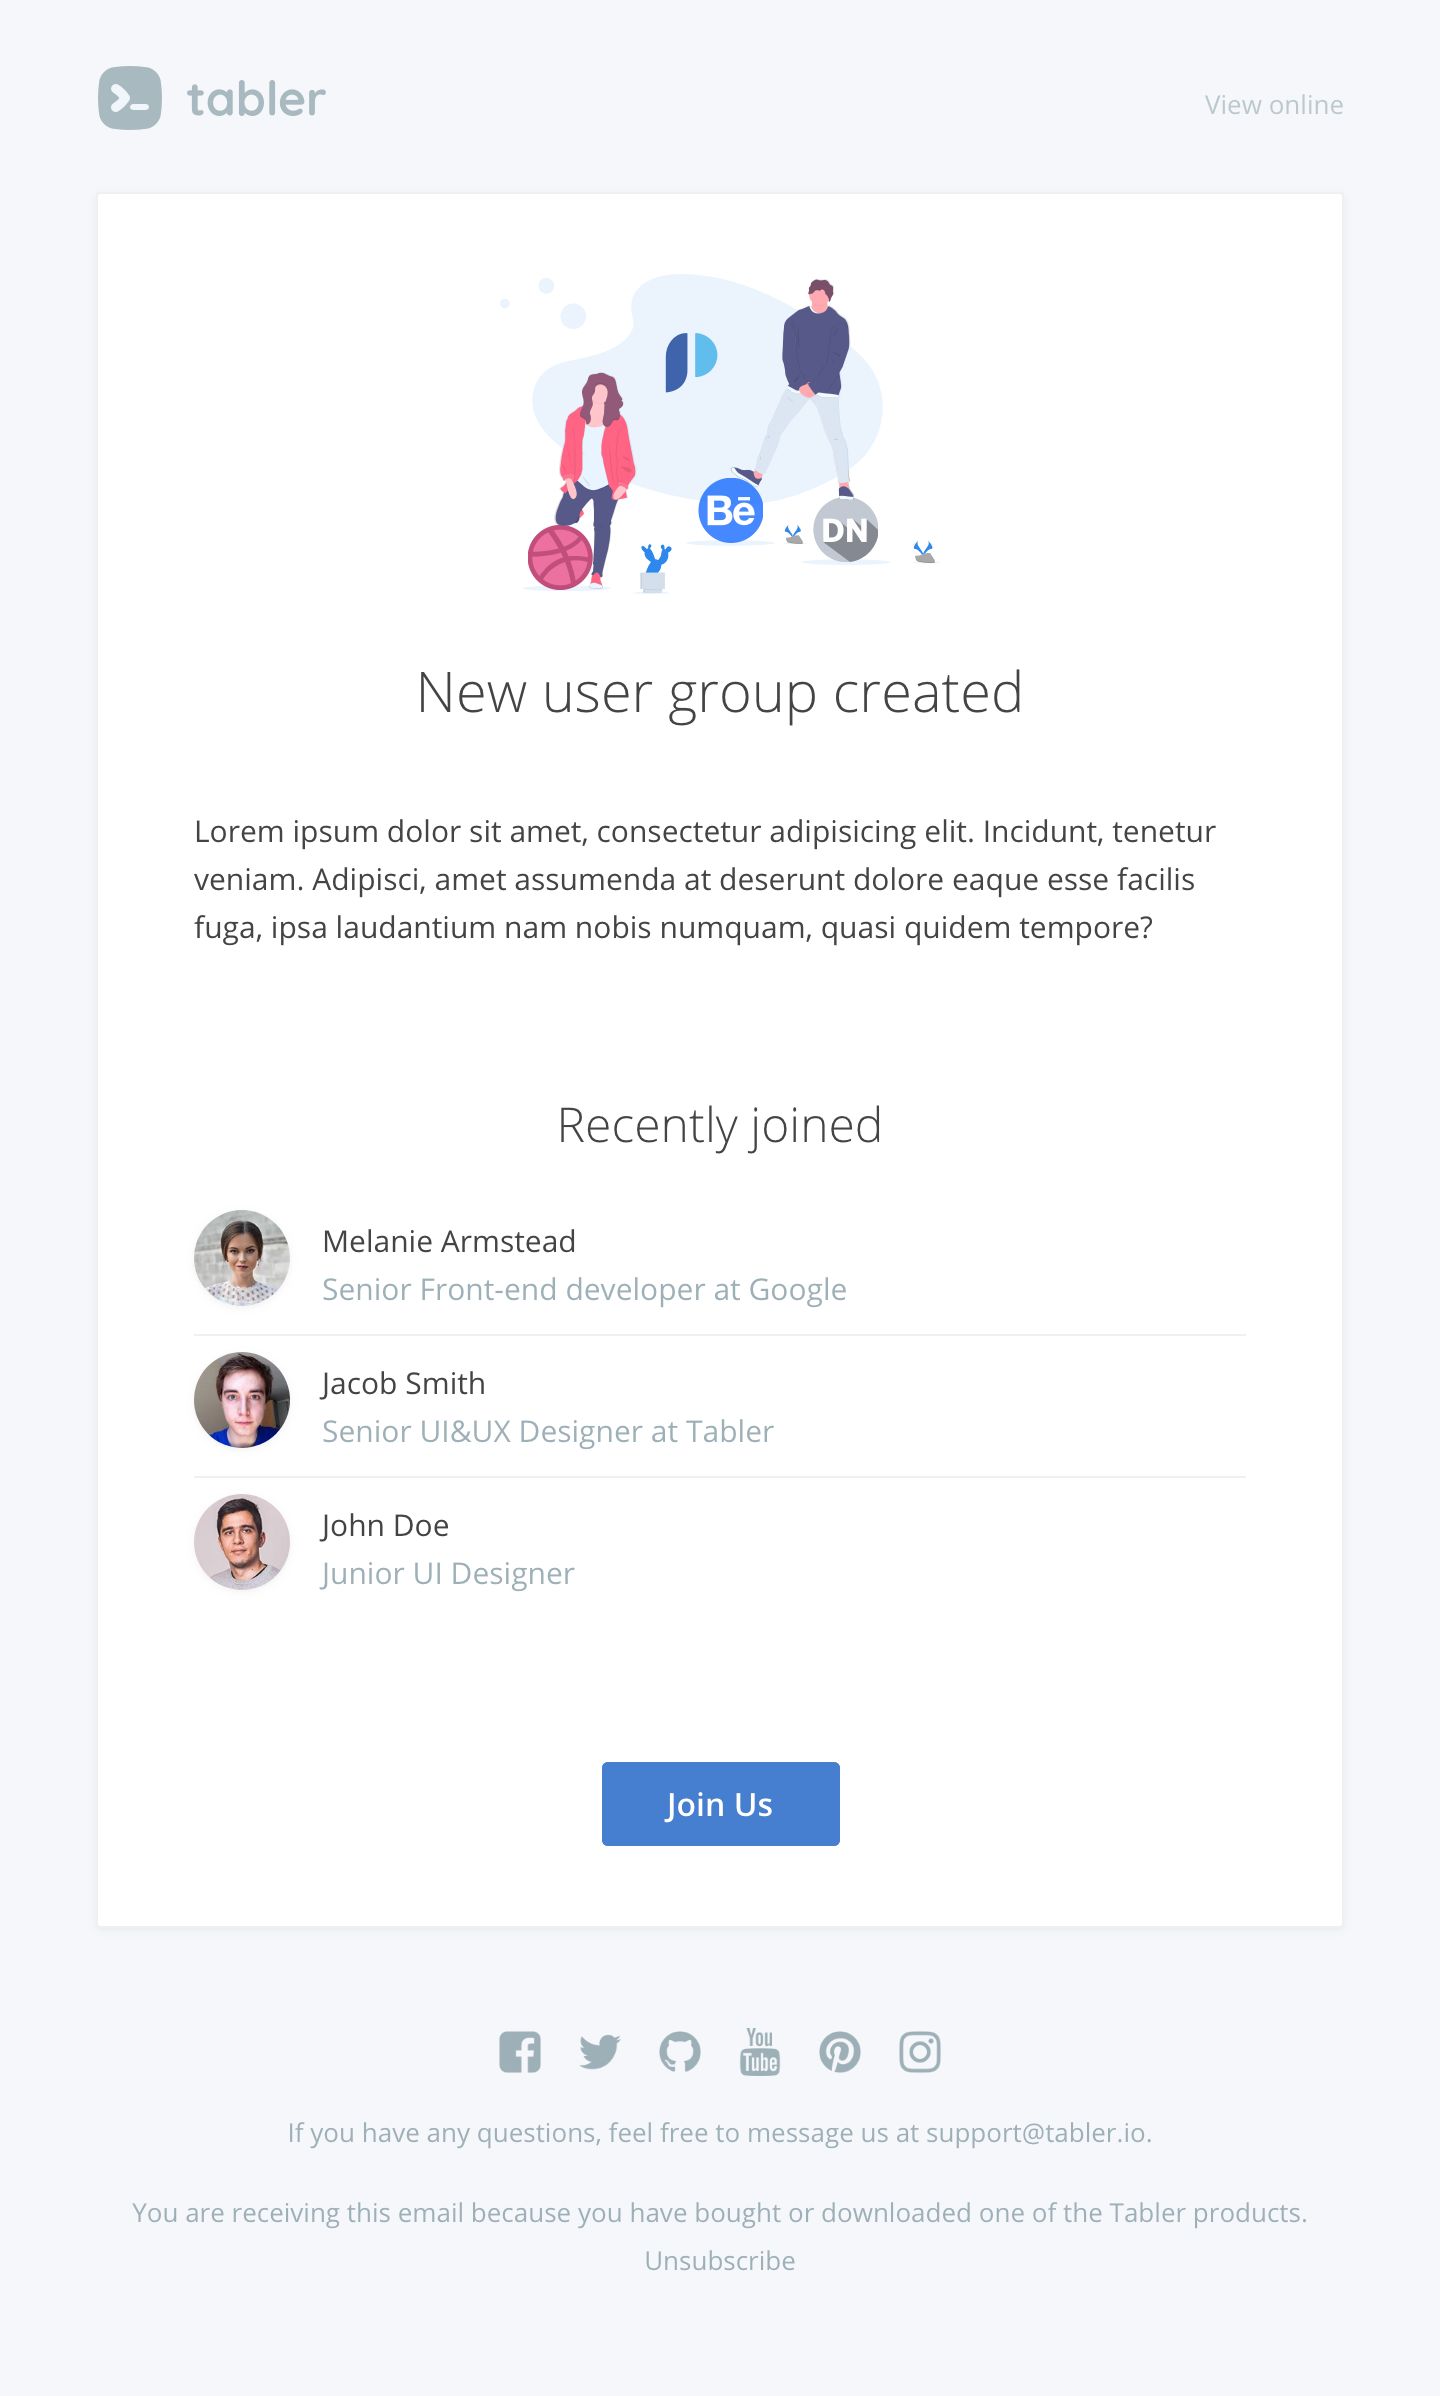 tabler
View online
Bē
DN
New user group created
Lorem ipsum dolor sit amet, consectetur adipisicing elit. Incidunt, tenetur
veniam. Adipisci, amet assumenda at deserunt dolore eaque esse facilis
fuga, ipsa laudantium nam nobis numquam, quasi quidem tempore?
Recently joined
Melanie Armstead
Senior Front-end developer at Google
Jacob Smith
Senior UI&UX Designer at Tabler
John Doe
Junior UI Designer
Join Us
You
Tube
If you have any questions, feel free to message us at support@tabler.io.
You are receiving this email because you have bought or downloaded one of the Tabler products.
Unsubscribe